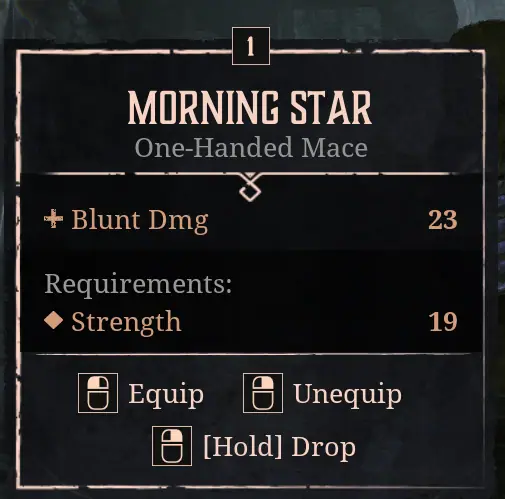 1
MORNING STAR
One-Handed Mace
Blunt Dmg 23
Requirements:
Strength 19
Equip Unequip
[Hold] Drop